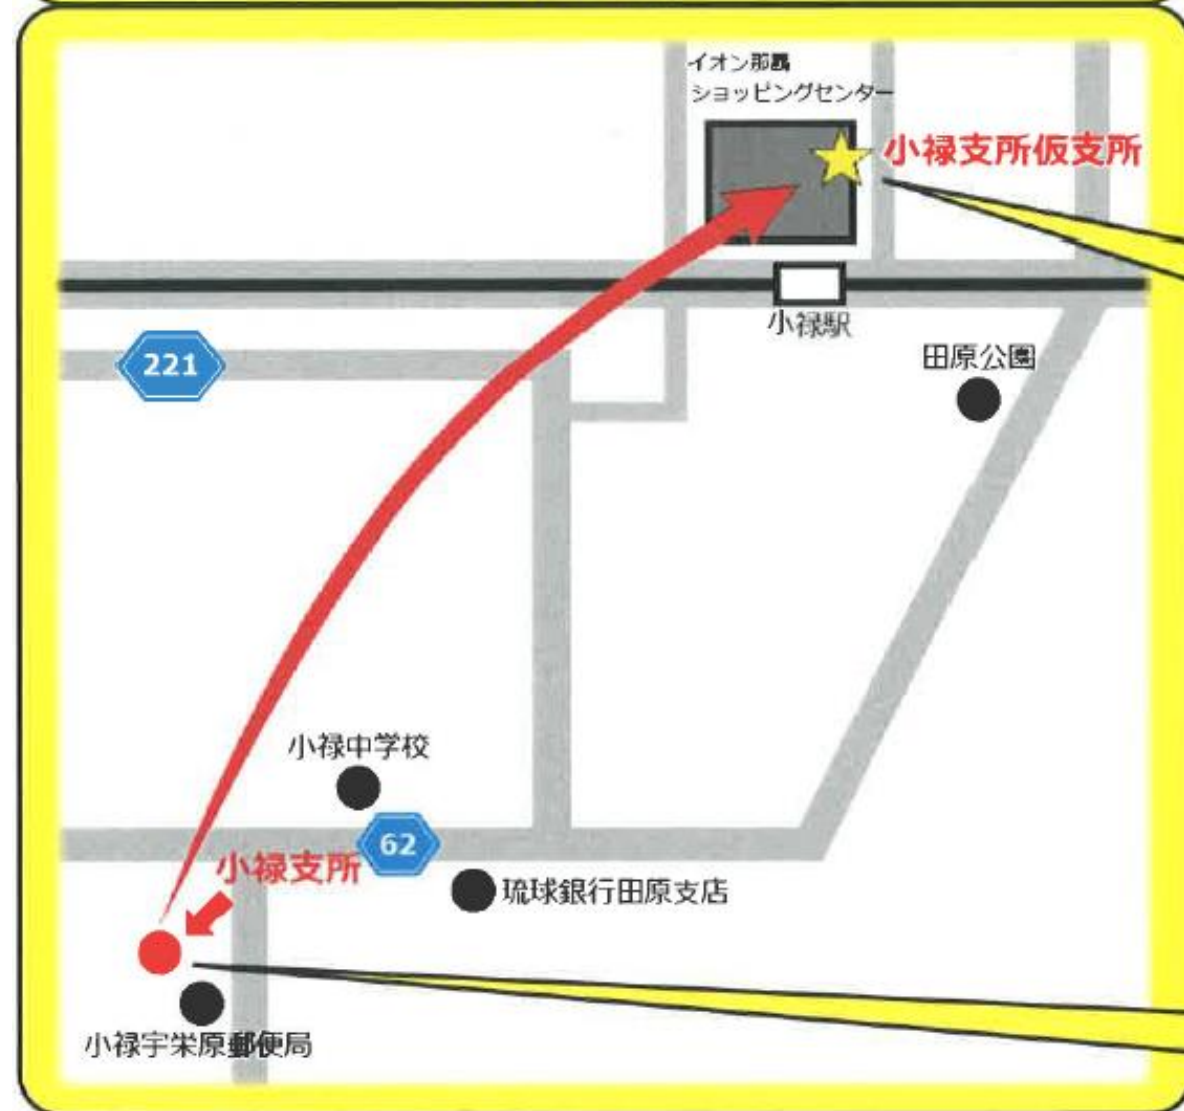 イオン那覇
ショッピングセンター
小禄支所仮支所
小禄駅
221
田原公園
小禄中学校
62
小禄支所
琉球銀行田原支店
小禄宇栄原郵便局